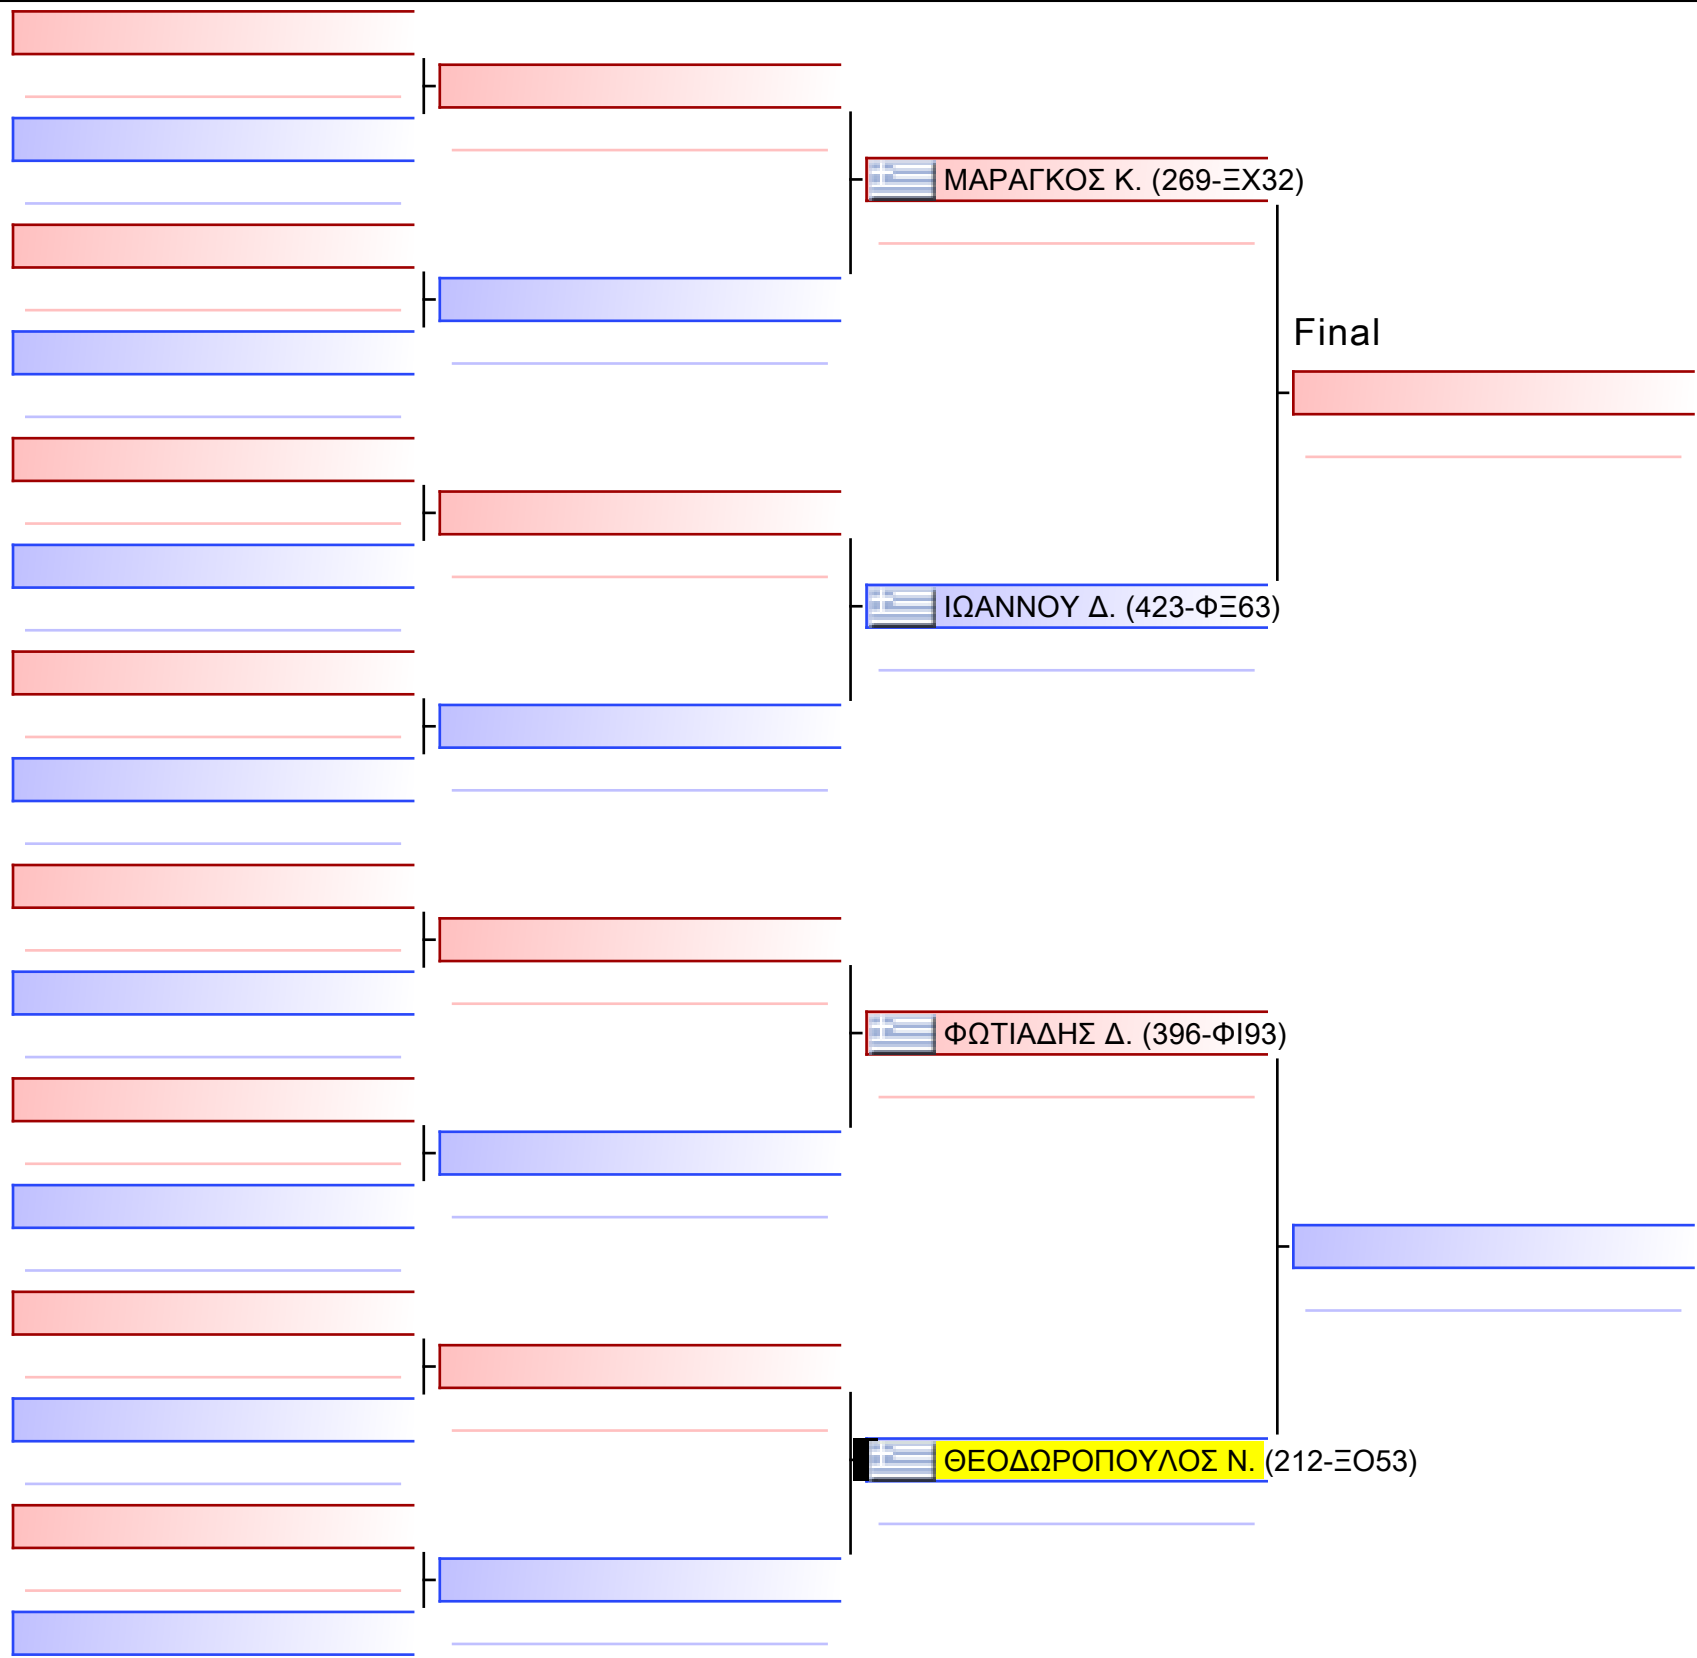 ΜΑΡΑΓΚΟΣ Κ. (269-ΞΧ32)
Final
ΙΩΑΝΝΟΥ Δ. (423-ΦΞ63)
ΦΩΤΙΑΔΗΣ Δ. (396-ΦΙ93)
ΘΕΟΔΩΡΟΠΟΥΛΟΣ Ν. (212-ΞΟ53)